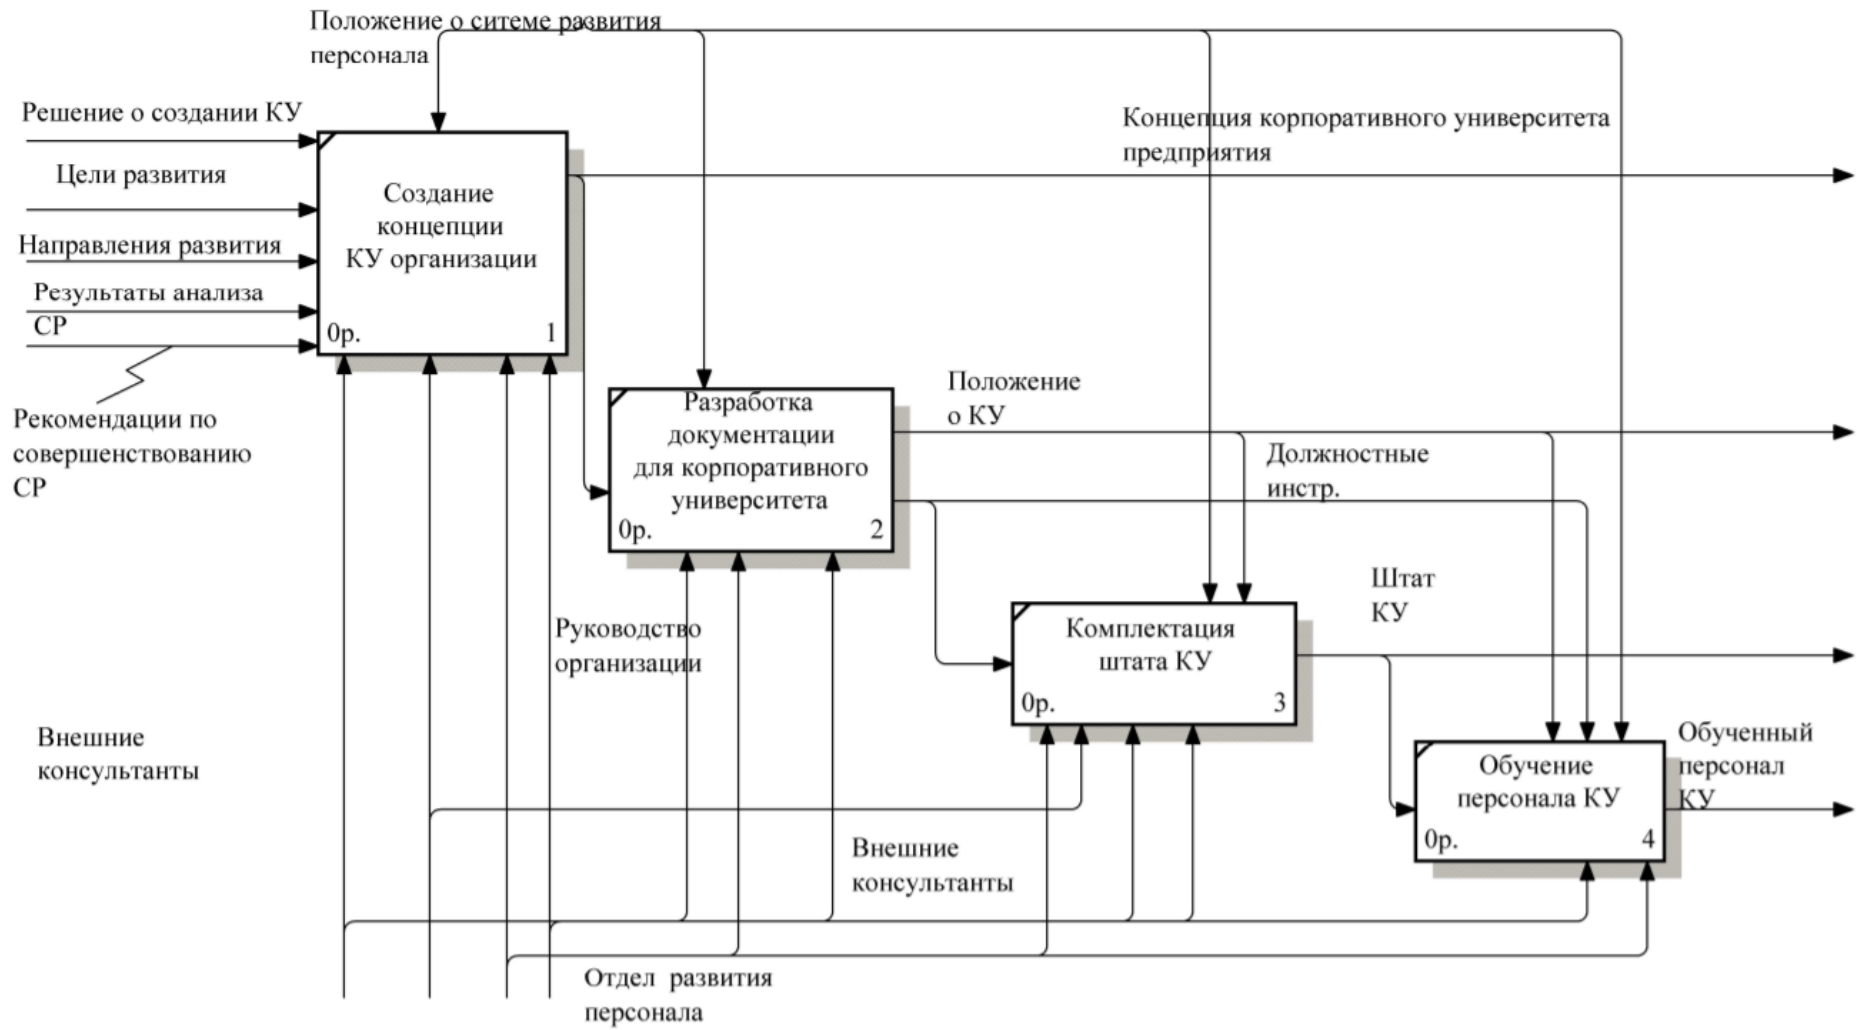 Положение о ситеме развития
персонала
Решение о создании КУ
Концепция корпоративного университета
предприятия
Цели развития
Создание
концепции
КУ организации
Направления развития
Результаты анализа
СР
0р.
1
Рекомендации по
совершенствованию
СР
Положение
о КУ
Разработка
документации
для корпоративного
университета
0р.
2
Должностные
инстр.
Штат
КУ
Руководство
организации
Комплектация
штата КУ
0р.
3
Внешние
консультанты
Обученный
персонал
КУ
Обучение
персонала КУ
0р.
4
Внешние
консультанты
Отдел развития
персонала